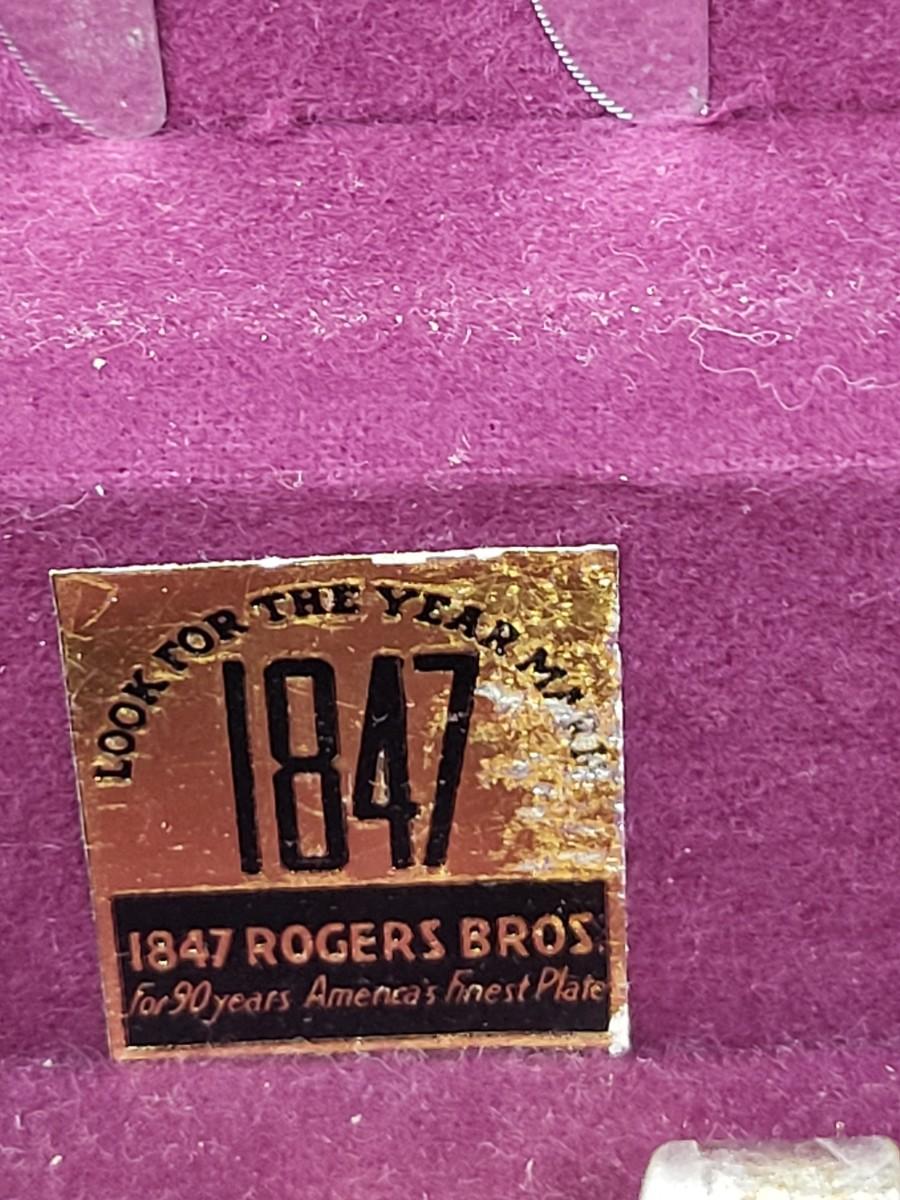 LOOK FOR THE YEAR MARK
1847
1847 ROGERS BROS.
For 90 years America's Finest Plate